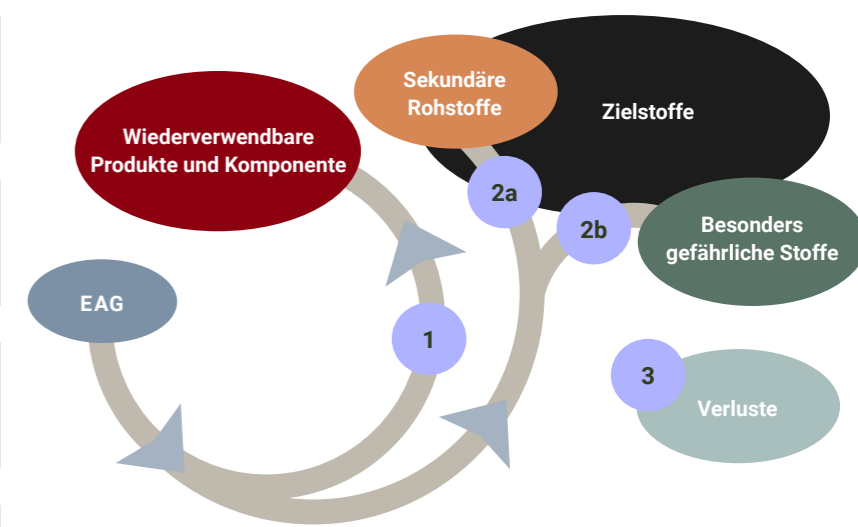 Sekundäre
Rohstoffe
Zielstoffe
Wiederverwendbare
Produkte und Komponente
2a
2b
Besonders
gefährliche Stoffe
EAG
1
3
Verluste